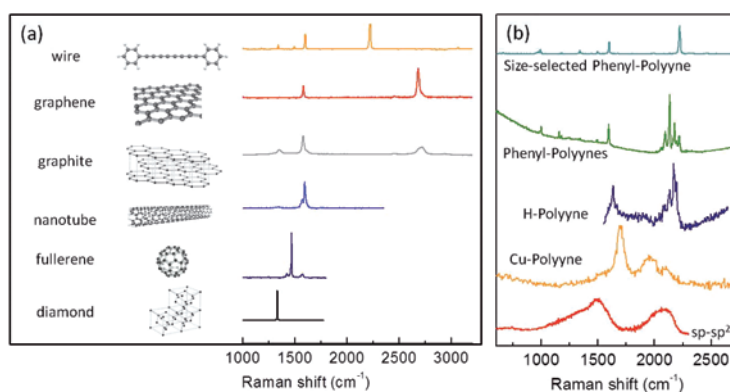 (a)
wire
graphene
graphite
nanotube
fullerene
diamond
1000 1500 2000 2500 3000
Raman shift (cm⁻¹)
(b)
Size-selected Phenyl-Polyyne
Phenyl-Polyynes
H-Polyyne
Cu-Polyyne
sp-sp²
1000 1500 2000 2500
Raman shift (cm⁻¹)